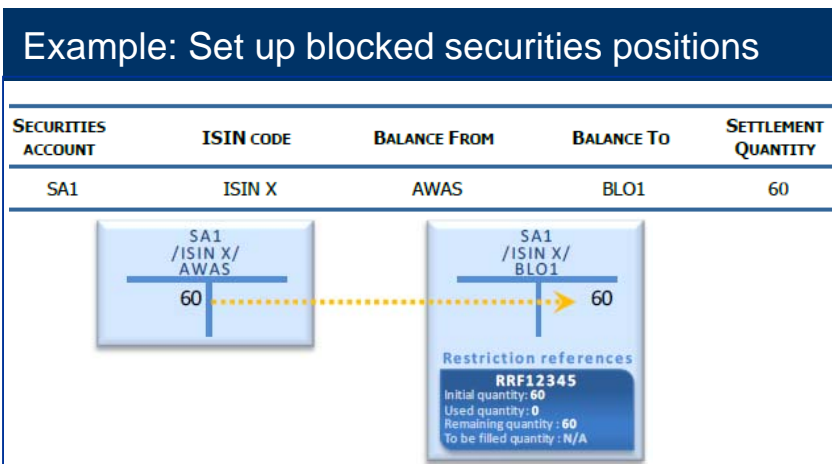 Example: Set up blocked securities positions
SECURITIES ACCOUNT ISIN CODE BALANCE FROM BALANCE TO SETTLEMENT QUANTITY
SA1 ISIN X AWAS BLO1 60
SA1
/ISIN X/
AWAS
60
SA1
/ISIN X/
BLO1
60
Restriction references
RRF12345
Initial quantity: 60
Used quantity: 0
Remaining quantity : 60
To be filled quantity : N/A